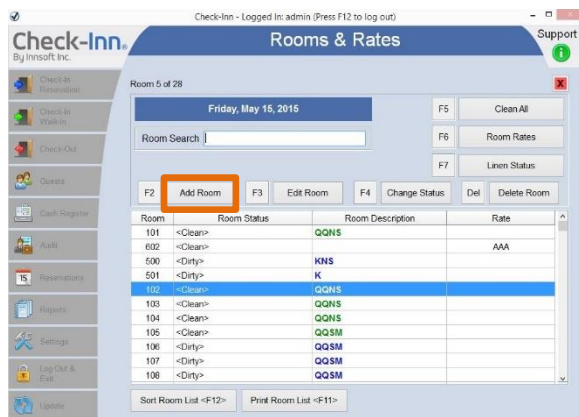 Check-Inn - Logged In: admin (Press F12 to log out)
Check-Inn®
By Innsoft Inc.
Rooms & Rates
Support
Check-In
Reservation
Check-In
Walk-In
Check-Out
Guests
Cash Register
Audit
15 Reservations
Reports
Settings
Log Out &
Exit
Update
Room 5 of 28
X
Friday, May 15, 2015
F5 Clean All
Room Search
F6 Room Rates
F7 Linen Status
F2 Add Room F3 Edit Room F4 Change Status Del Delete Room
Room Room Status Room Description Rate
101 <Clean> QQNS
602 <Clean> AAA
500 <Dirty> KNS
501 <Dirty> K
102 <Clean> QQNS
103 <Clean> QQNS
104 <Clean> QQNS
105 <Clean> QQSM
106 <Dirty> QQSM
107 <Dirty> QQSM
108 <Dirty> QQSM
Sort Room List <F12> Print Room List <F11>